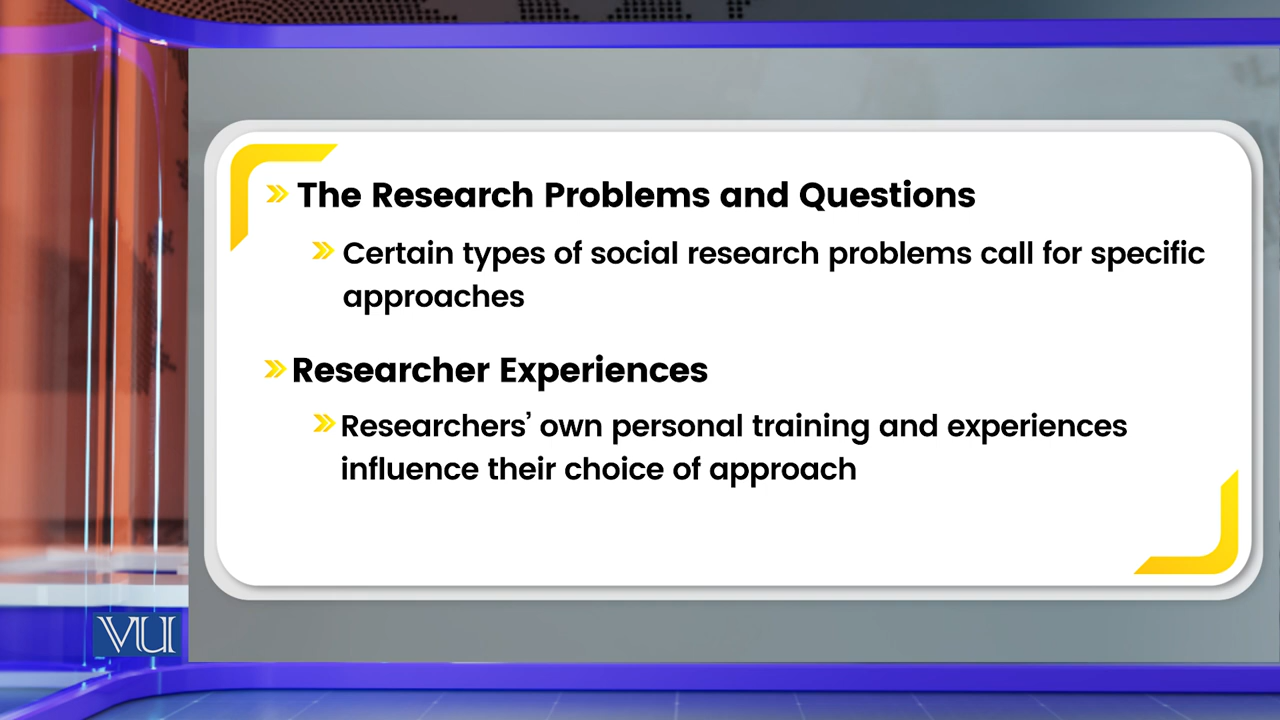 The Research Problems and Questions
Certain types of social research problems call for specific
approaches
Researcher Experiences
Researchers’ own personal training and experiences
influence their choice of approach
VU